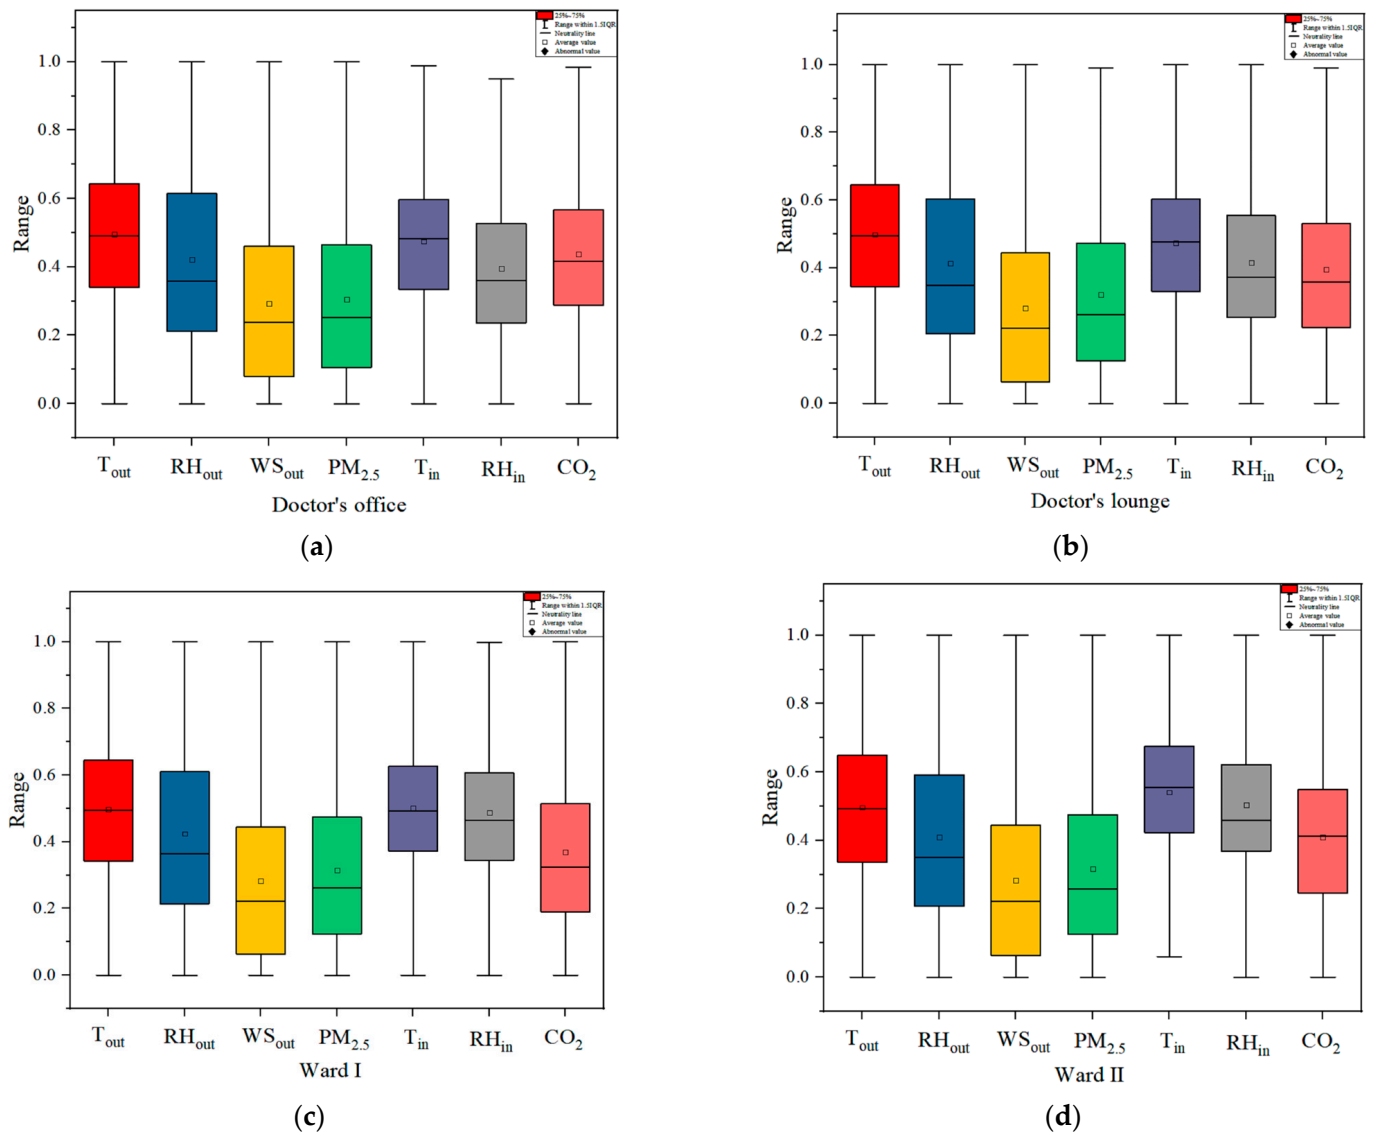 25%~75%
Range within 1.5IQR
Neutrality line
Average value
Abnormal value
1.0
0.8
0.6
0.4
0.2
0.0
Range
Tout RHout WSout PM2.5 Tin RHin CO2
Doctor's office
(a)
25%~75%
Range within 1.5IQR
Neutrality line
Average value
Abnormal value
1.0
0.8
0.6
0.4
0.2
0.0
Range
Tout RHout WSout PM2.5 Tin RHin CO2
Doctor's lounge
(b)
25%~75%
Range within 1.5IQR
Neutrality line
Average value
Abnormal value
1.0
0.8
0.6
0.4
0.2
0.0
Range
Tout RHout WSout PM2.5 Tin RHin CO2
Ward I
(c)
25%~75%
Range within 1.5IQR
Neutrality line
Average value
Abnormal value
1.0
0.8
0.6
0.4
0.2
0.0
Range
Tout RHout WSout PM2.5 Tin RHin CO2
Ward II
(d)